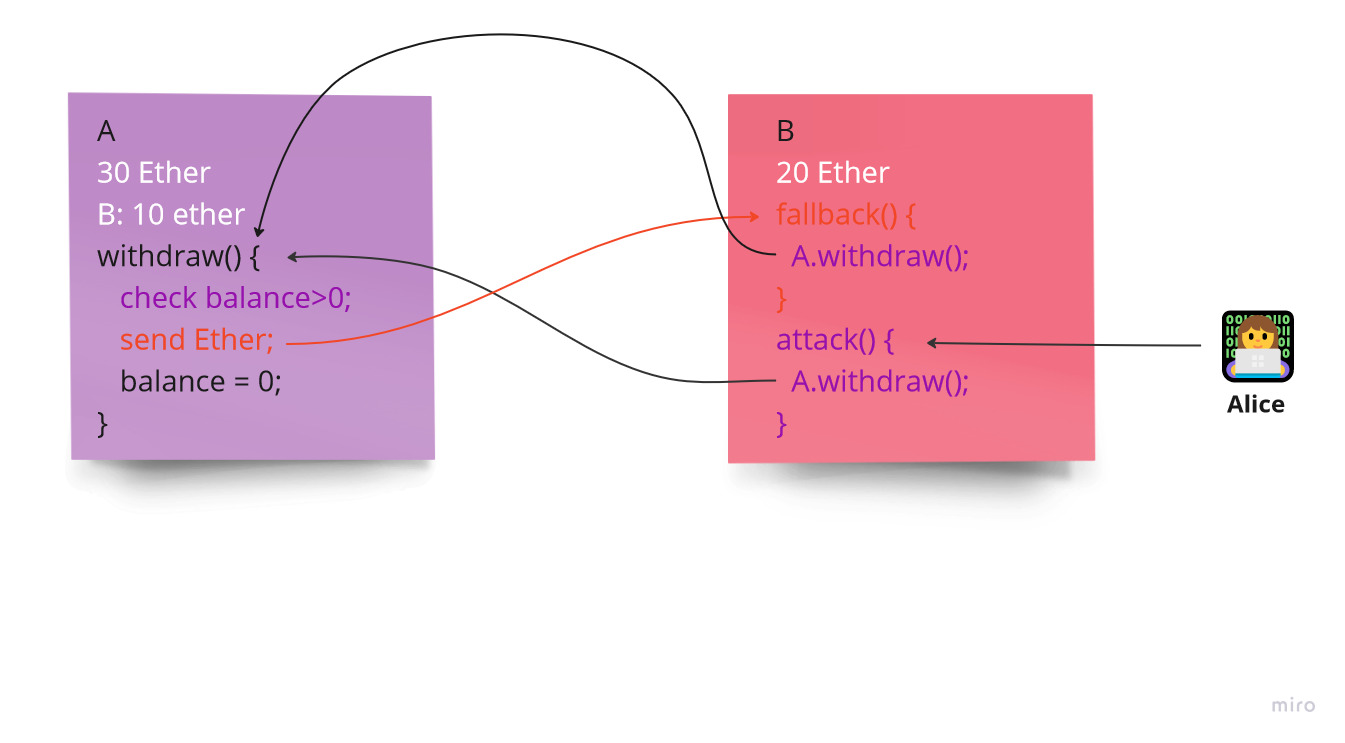 A
30 Ether
B: 10 ether
withdraw() {
check balance>0;
send Ether;
balance = 0;
}
B
20 Ether
fallback() {
A.withdraw();
}
attack() {
A.withdraw();
}
Alice
miro